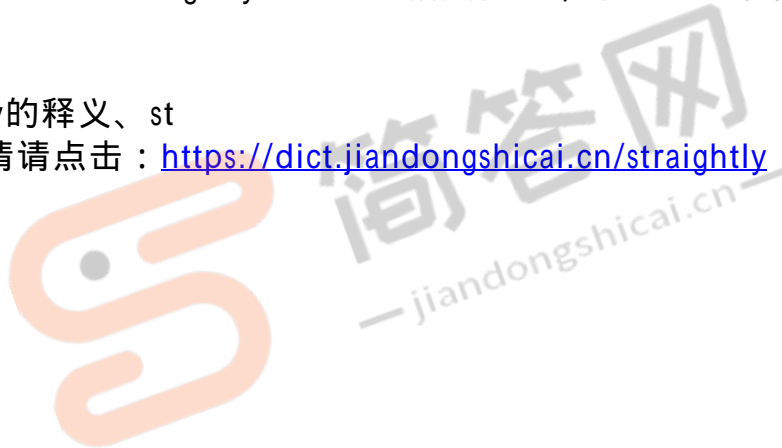 的释义、st
请点击：https://dict.jiandongshicai.cn/straightly
简答网
jiandongshicai.cn